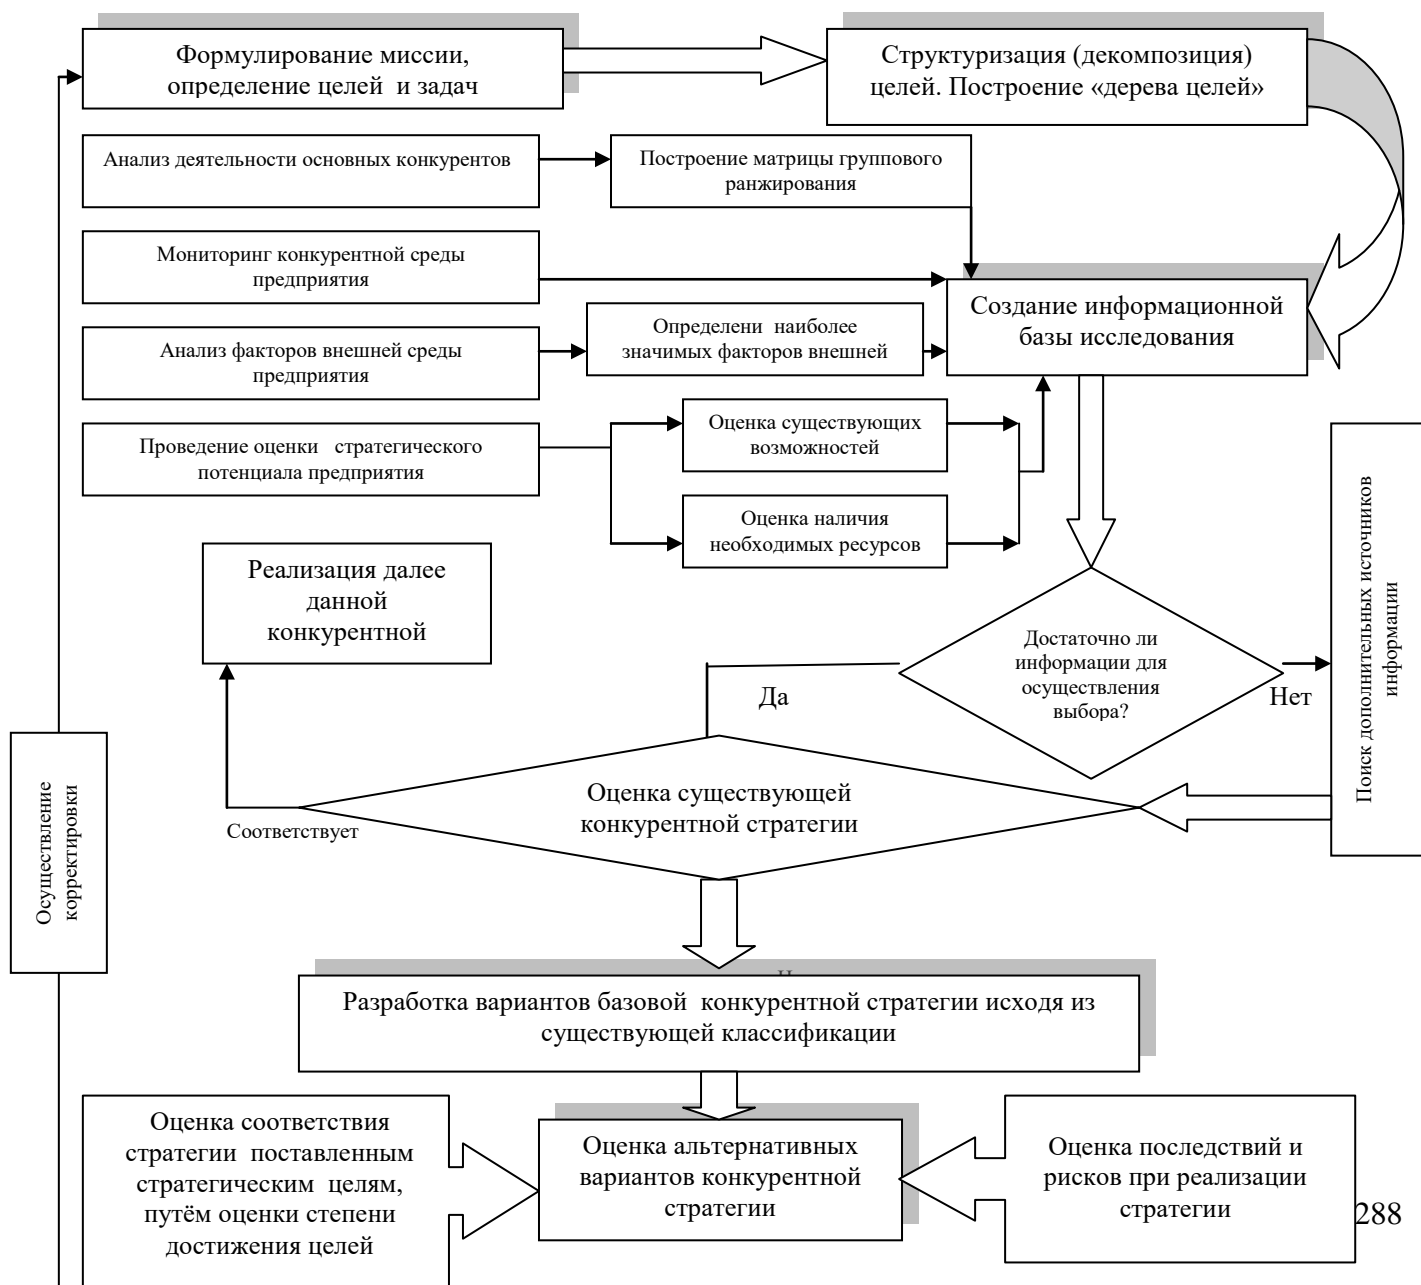 Формулирование миссии,
определение целей и задач
Структуризация (декомпозиция)
целей. Построение «дерева целей»
Анализ деятельности основных конкурентов
Построение матрицы группового
ранжирования
Мониторинг конкурентной среды
предприятия
Создание информационной
базы исследования
Определени наиболее
значимых факторов внешней
Анализ факторов внешней среды
предприятия
Проведение оценки стратегического
потенциала предприятия
Оценка существующих
возможностей
Оценка наличия
необходимых ресурсов
Реализация далее
данной
конкурентной
Достаточно ли
информации для
осуществления
выбора?
Да
Нет
Поиск дополнительных источников
информации
Оценка существующей
конкурентной стратегии
Соответствует
Осуществление
корректировки
Разработка вариантов базовой конкурентной стратегии исходя из
существующей классификации
Оценка соответствия
стратегии поставленным
стратегическим целям,
путём оценки степени
достижения целей
Оценка альтернативных
вариантов конкурентной
стратегии
Оценка последствий и
рисков при реализации
стратегии
288